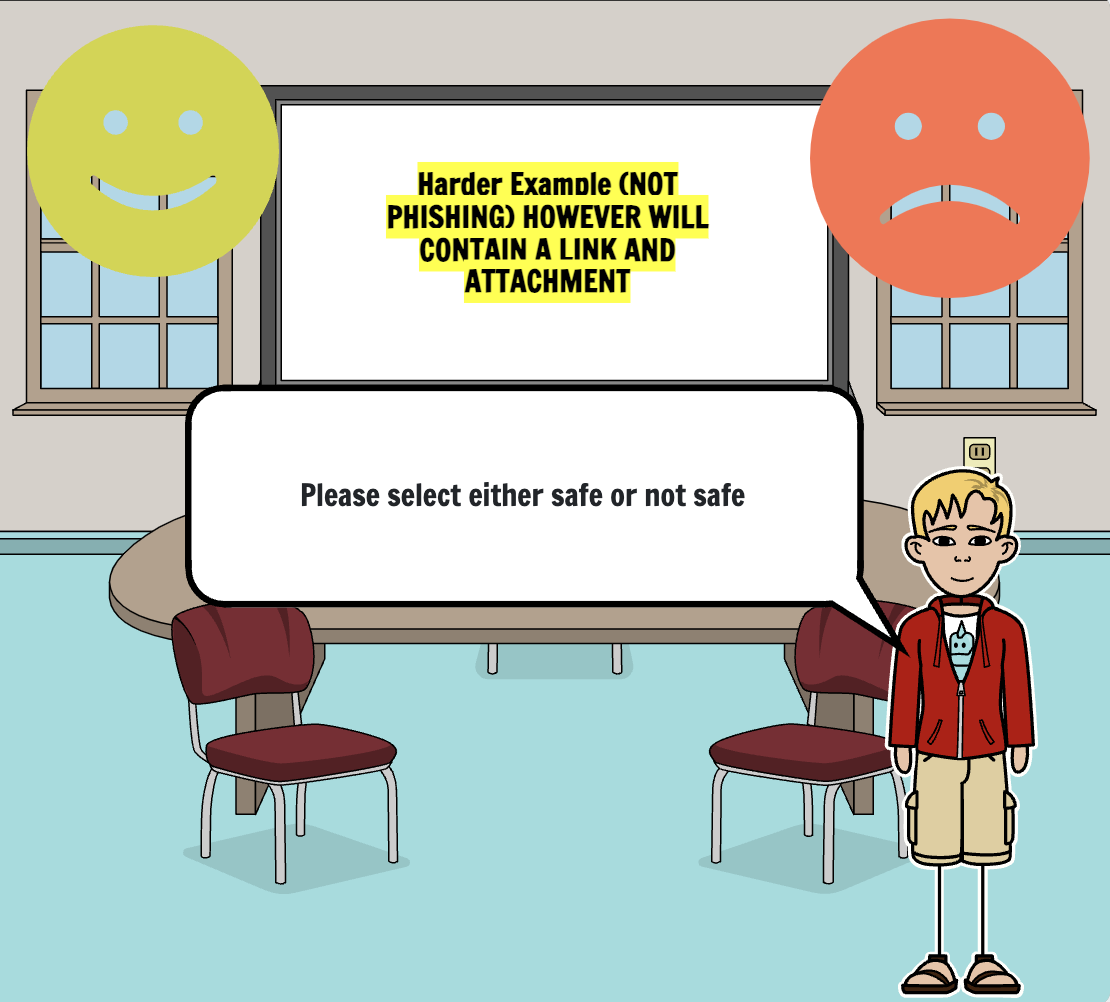 Harder Example (NOT
PHISHING) HOWEVER WILL
CONTAIN A LINK AND
ATTACHMENT
Please select either safe or not safe